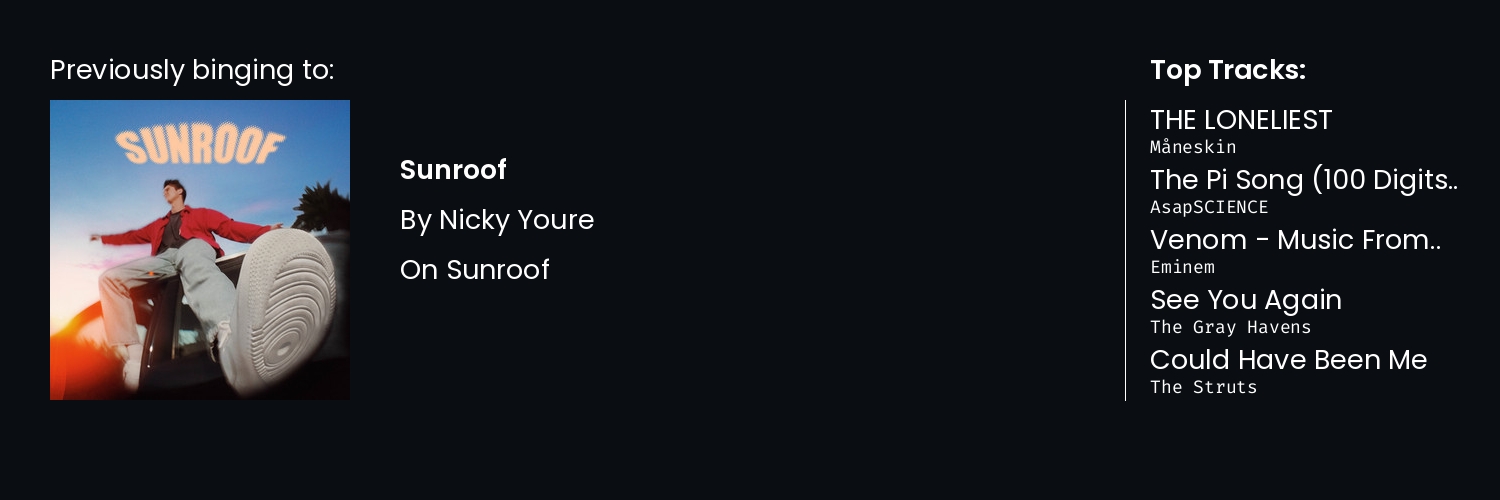 Previously binging to:
SUNROOF
Sunroof
By Nicky Youre
On Sunroof
Top Tracks:
THE LONELIEST
Måneskin
The Pi Song (100 Digits..
AsapSCIENCE
Venom - Music From..
Eminem
See You Again
The Gray Havens
Could Have Been Me
The Struts